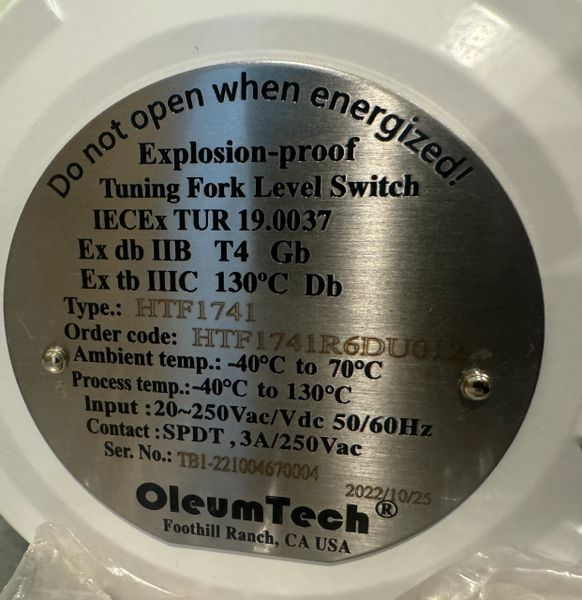 Do not open when energized!
Explosion-proof
Tuning Fork Level Switch
IECEx TUR 19.0037
Ex db IIB T4 Gb
Ex tb IIIC 130°C Db
Type.: HTF1741
Order code:
Ambient temp.: -40°C to 70°C
Process temp.:-40°C to 130°C
Input :20~250Vac/Vdc 50/60Hz
Contact :SPDT , 3A/250Vac
Ser. No.: TB1-221004670004
2022/10/25
OleumTech®
Foothill Ranch, CA USA